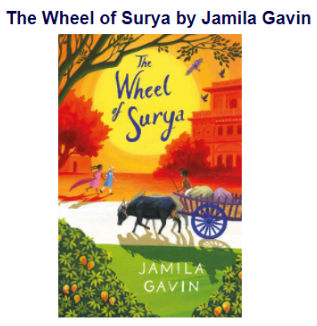 The Wheel of Surya by Jamila Gavin
The
Wheel
of Surya
JAMILA
GAVIN